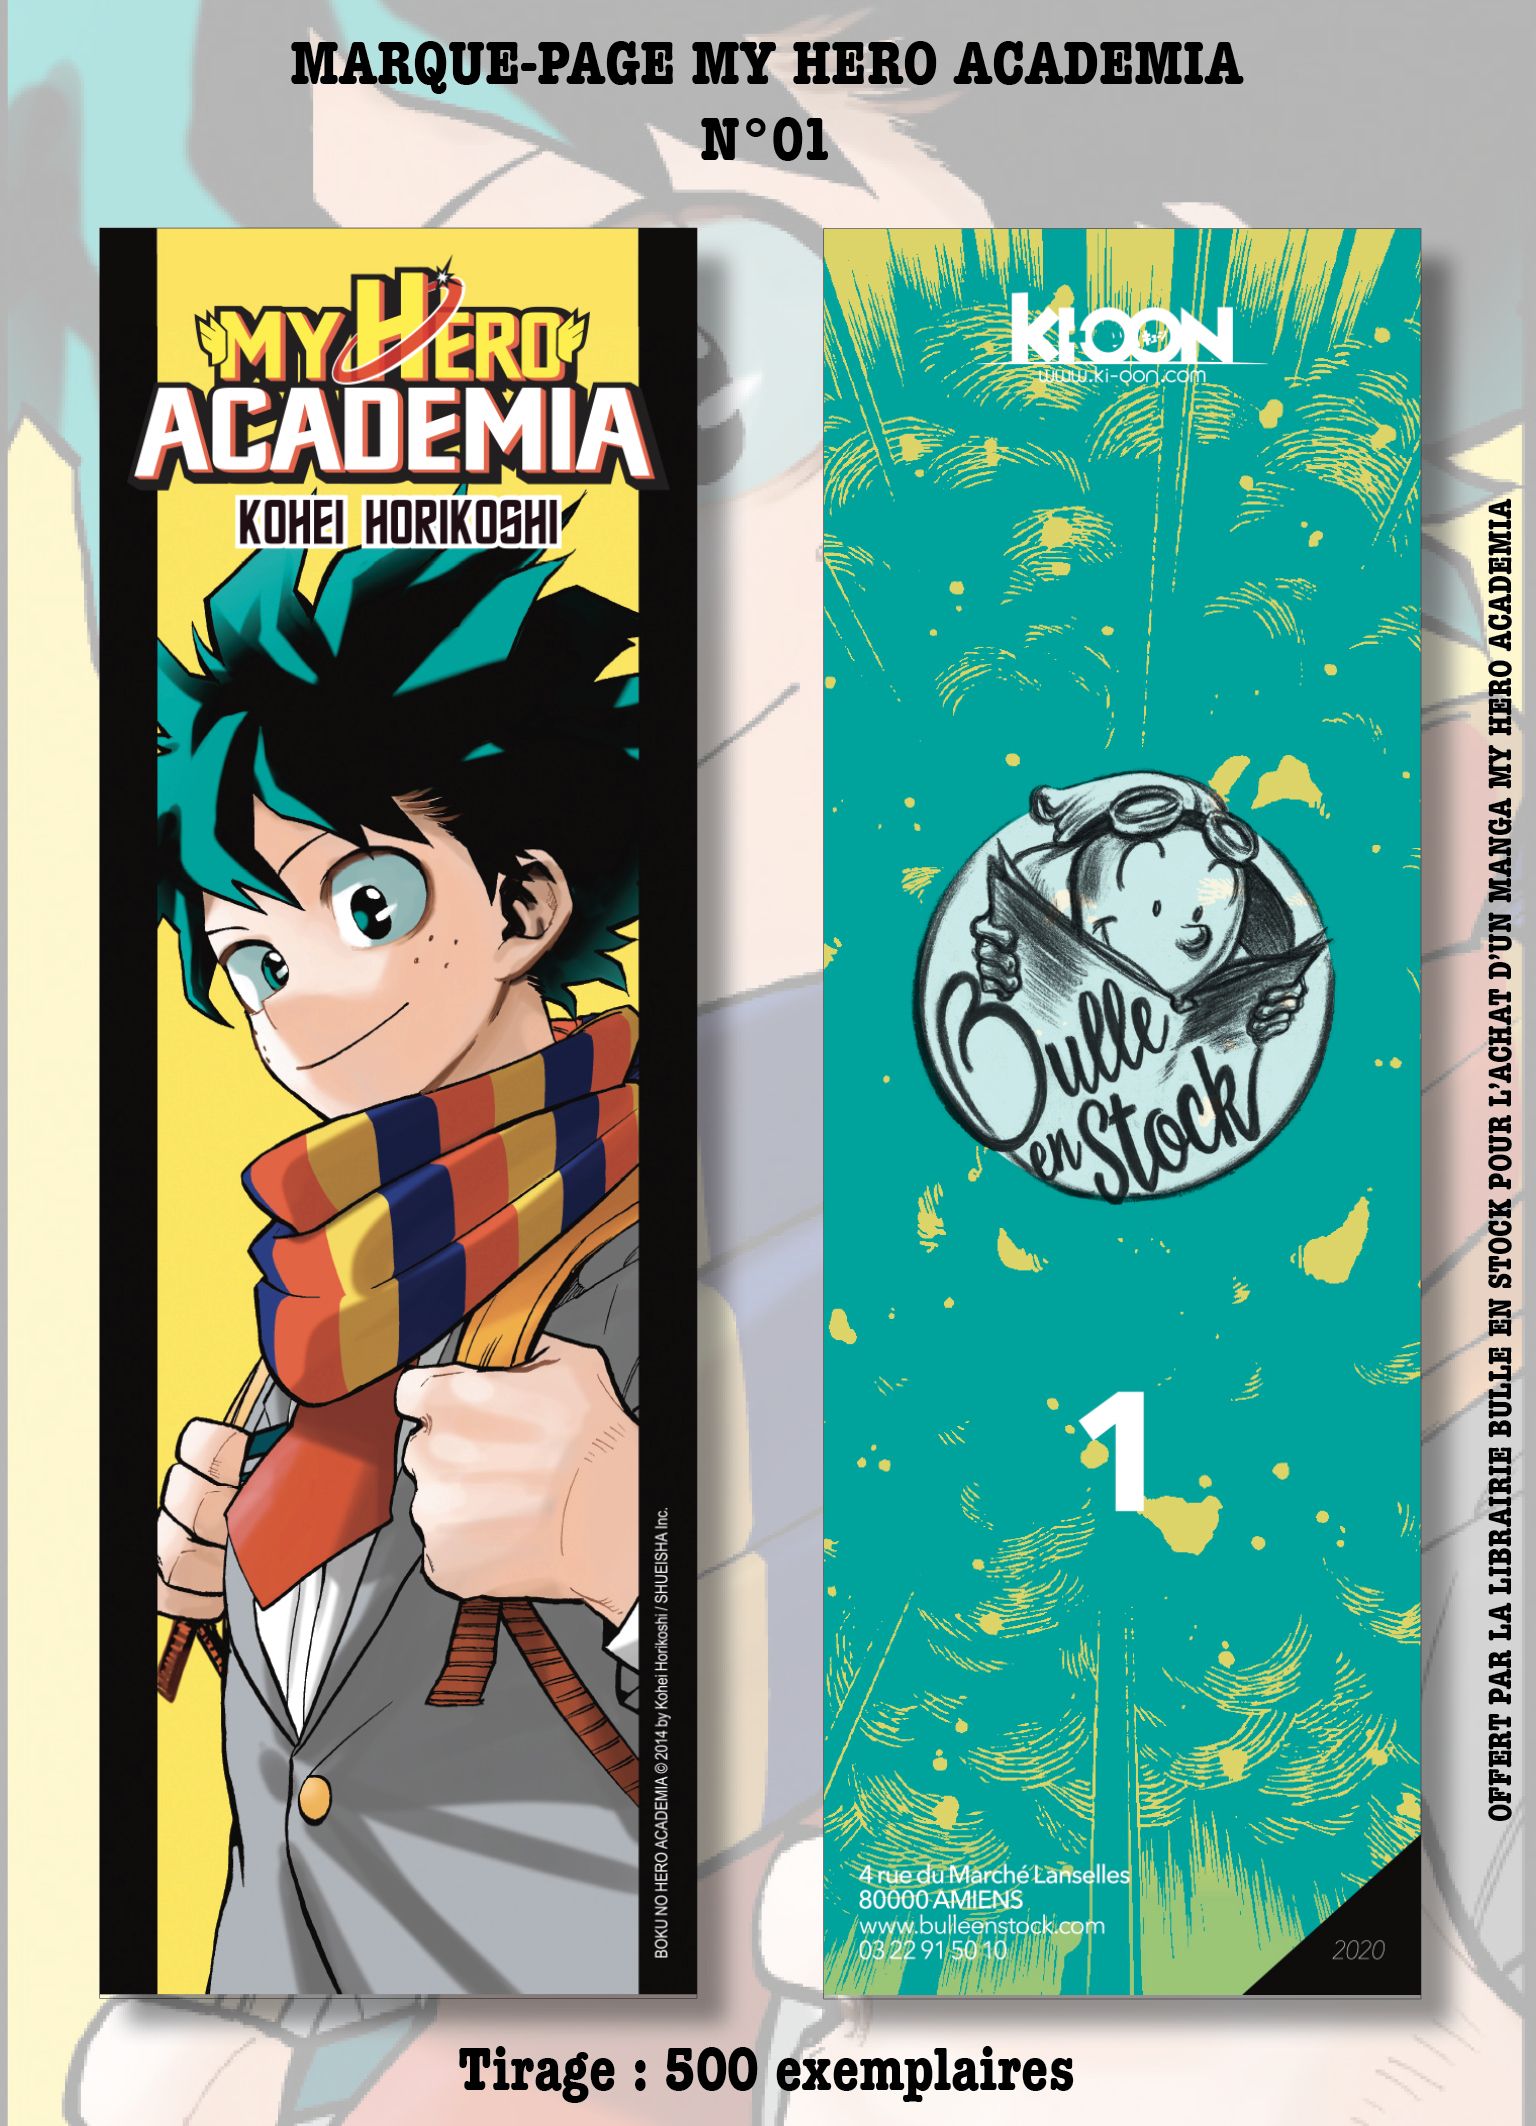 MARQUE-PAGE MY HERO ACADEMIA
N°01
MY HERO
ACADEMIA
KOHEI HORIKOSHI
BOKU NO HERO ACADEMIA © 2014 by Kohei Horikoshi / SHUEISHA Inc.
KI-OON
www.ki-oon.com
Bulle
en Stock
1
4 rue du Marché Lanselles
80000 AMIENS
www.bulleenstock.com
03 22 91 50 10
2020
OFFERT PAR LA LIBRAIRIE BULLE EN STOCK POUR L'ACHAT D'UN MANGA MY HERO ACADEMIA
Tirage : 500 exemplaires